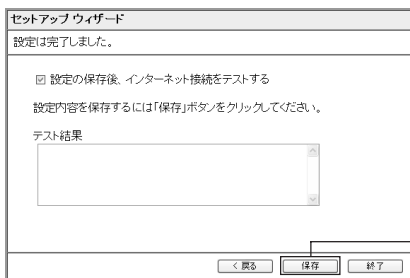 セットアップ ウィザード
設定は完了しました。
設定の保存後、インターネット接続をテストする
設定内容を保存するには「保存」ボタンをクリックしてください。
テスト結果
< 戻る 保存 終了